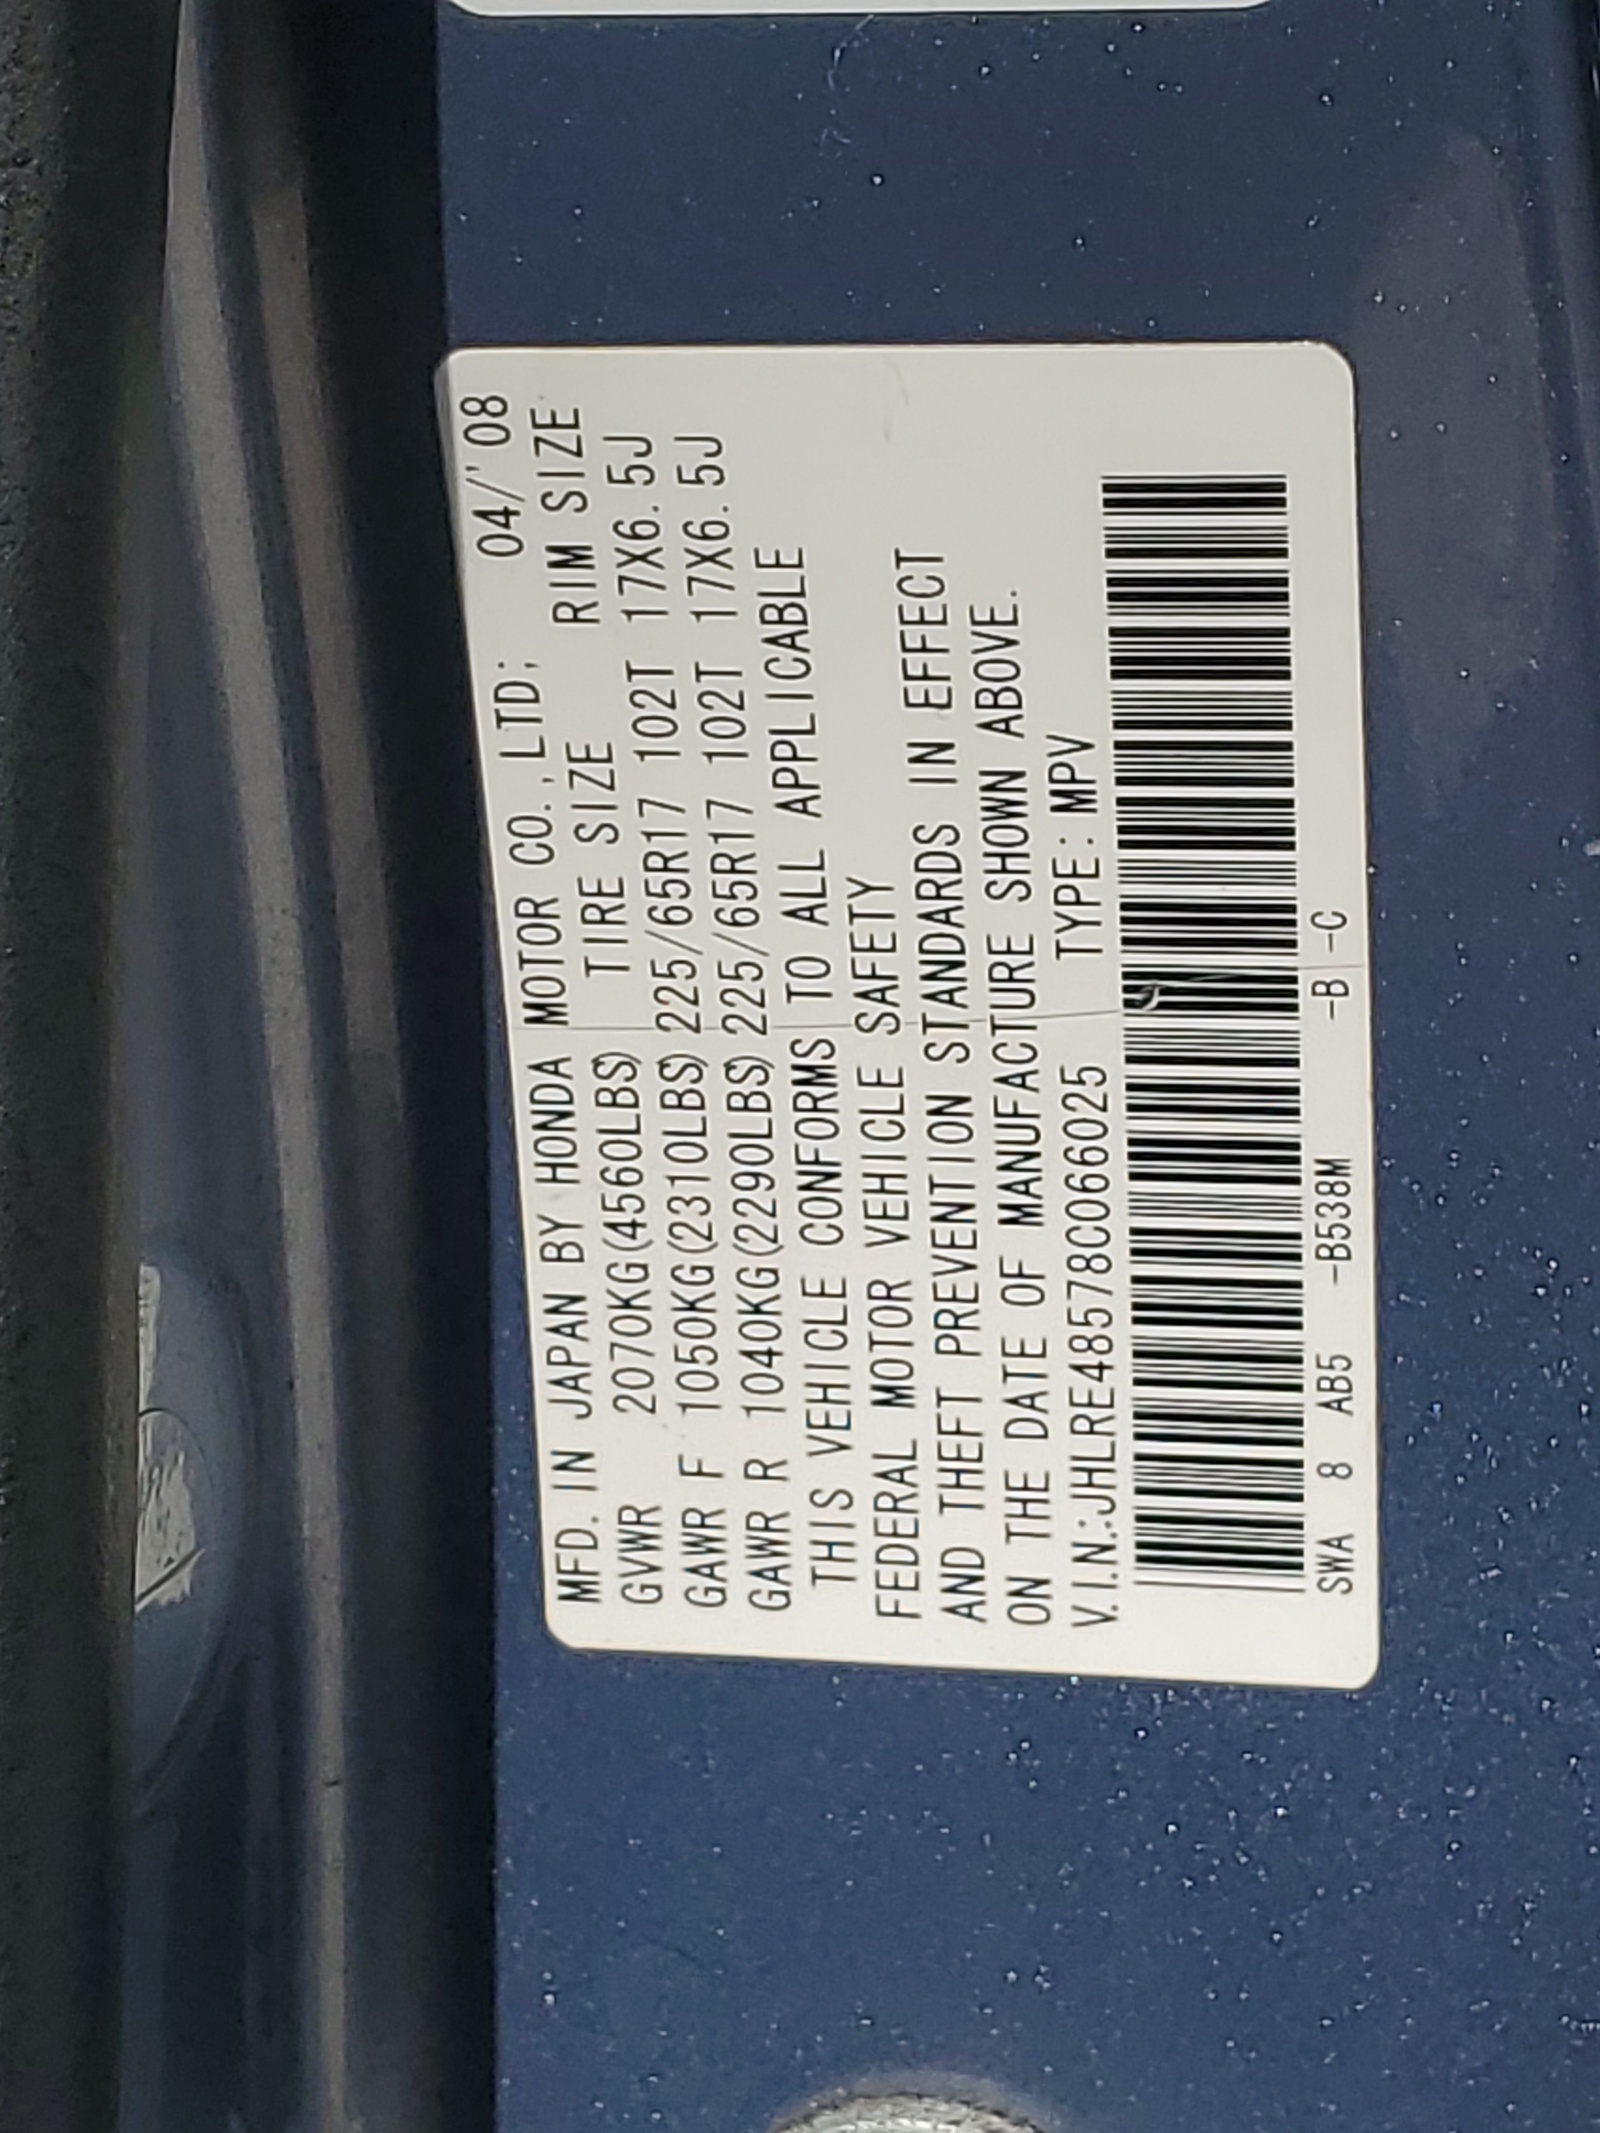 MFD. IN JAPAN BY HONDA MOTOR CO., LTD; 04/'08
TIRE SIZE RIM SIZE
GVWR 2070KG(4560LBS)
GAWR F 1050KG(2310LBS) 225/65R17 102T 17X6.5J
GAWR R 1040KG(2290LBS) 225/65R17 102T 17X6.5J
THIS VEHICLE CONFORMS TO ALL APPLICABLE
FEDERAL MOTOR VEHICLE SAFETY
AND THEFT PREVENTION STANDARDS IN EFFECT
ON THE DATE OF MANUFACTURE SHOWN ABOVE.
V.I.N.:JHLRE48578C066025 TYPE:MPV
SWA 8 AB5 -B538M -B -C